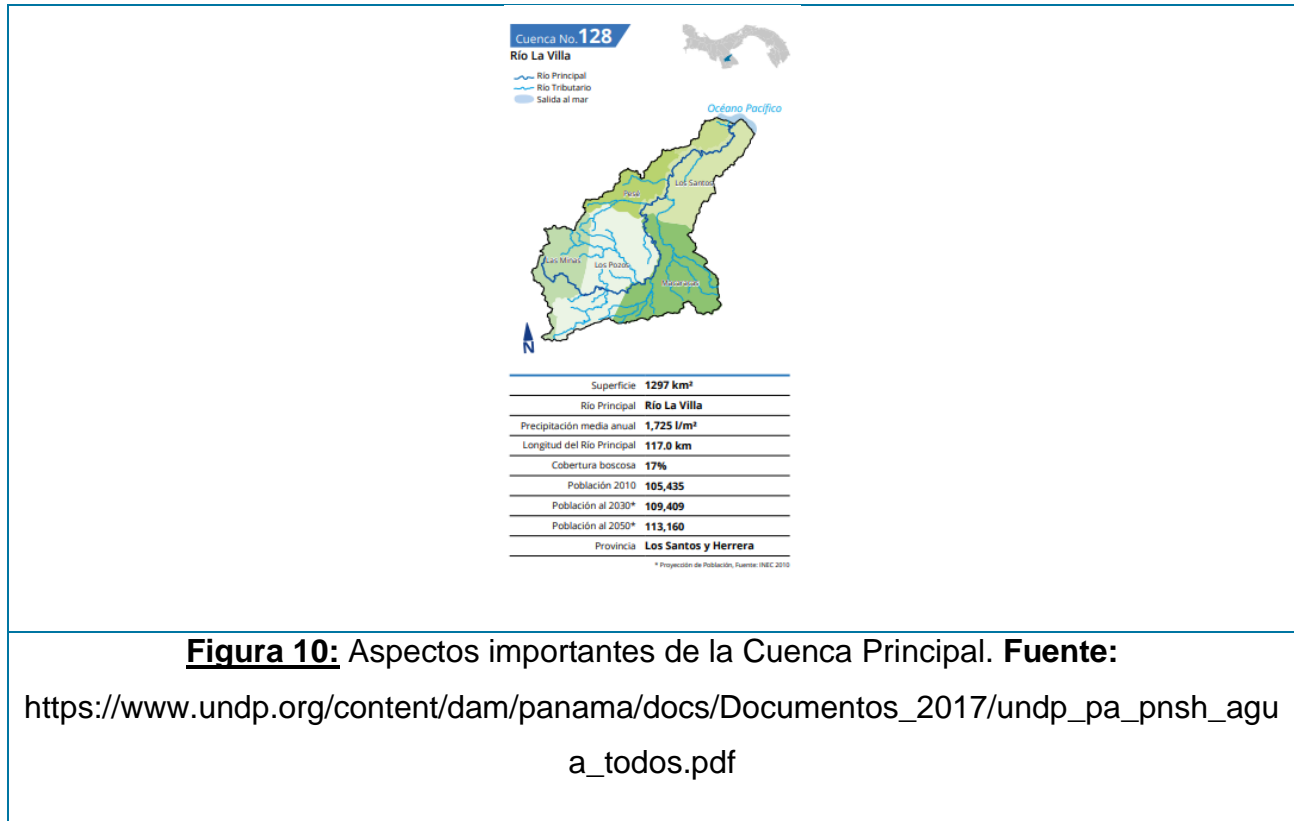 Cuenca No.128
Río La Villa
Río Principal
Río Tributario
Salida al mar
Océano Pacífico
Los Santos
Pesé
Las Minas
Los Pozos
Macaracas
Superficie 1297 km²
Río Principal Río La Villa
Precipitación media anual 1,725 l/m²
Longitud del Río Principal 117.0 km
Cobertura boscosa 17%
Población 2010 105,435
Población al 2030* 109,409
Población al 2050* 113,160
Provincia Los Santos y Herrera
* Proyección de Población, Fuente: INEC 2010
N
Figura 10: Aspectos importantes de la Cuenca Principal. Fuente:
https://www.undp.org/content/dam/panama/docs/Documentos_2017/undp_pa_pnsh_agu
a_todos.pdf